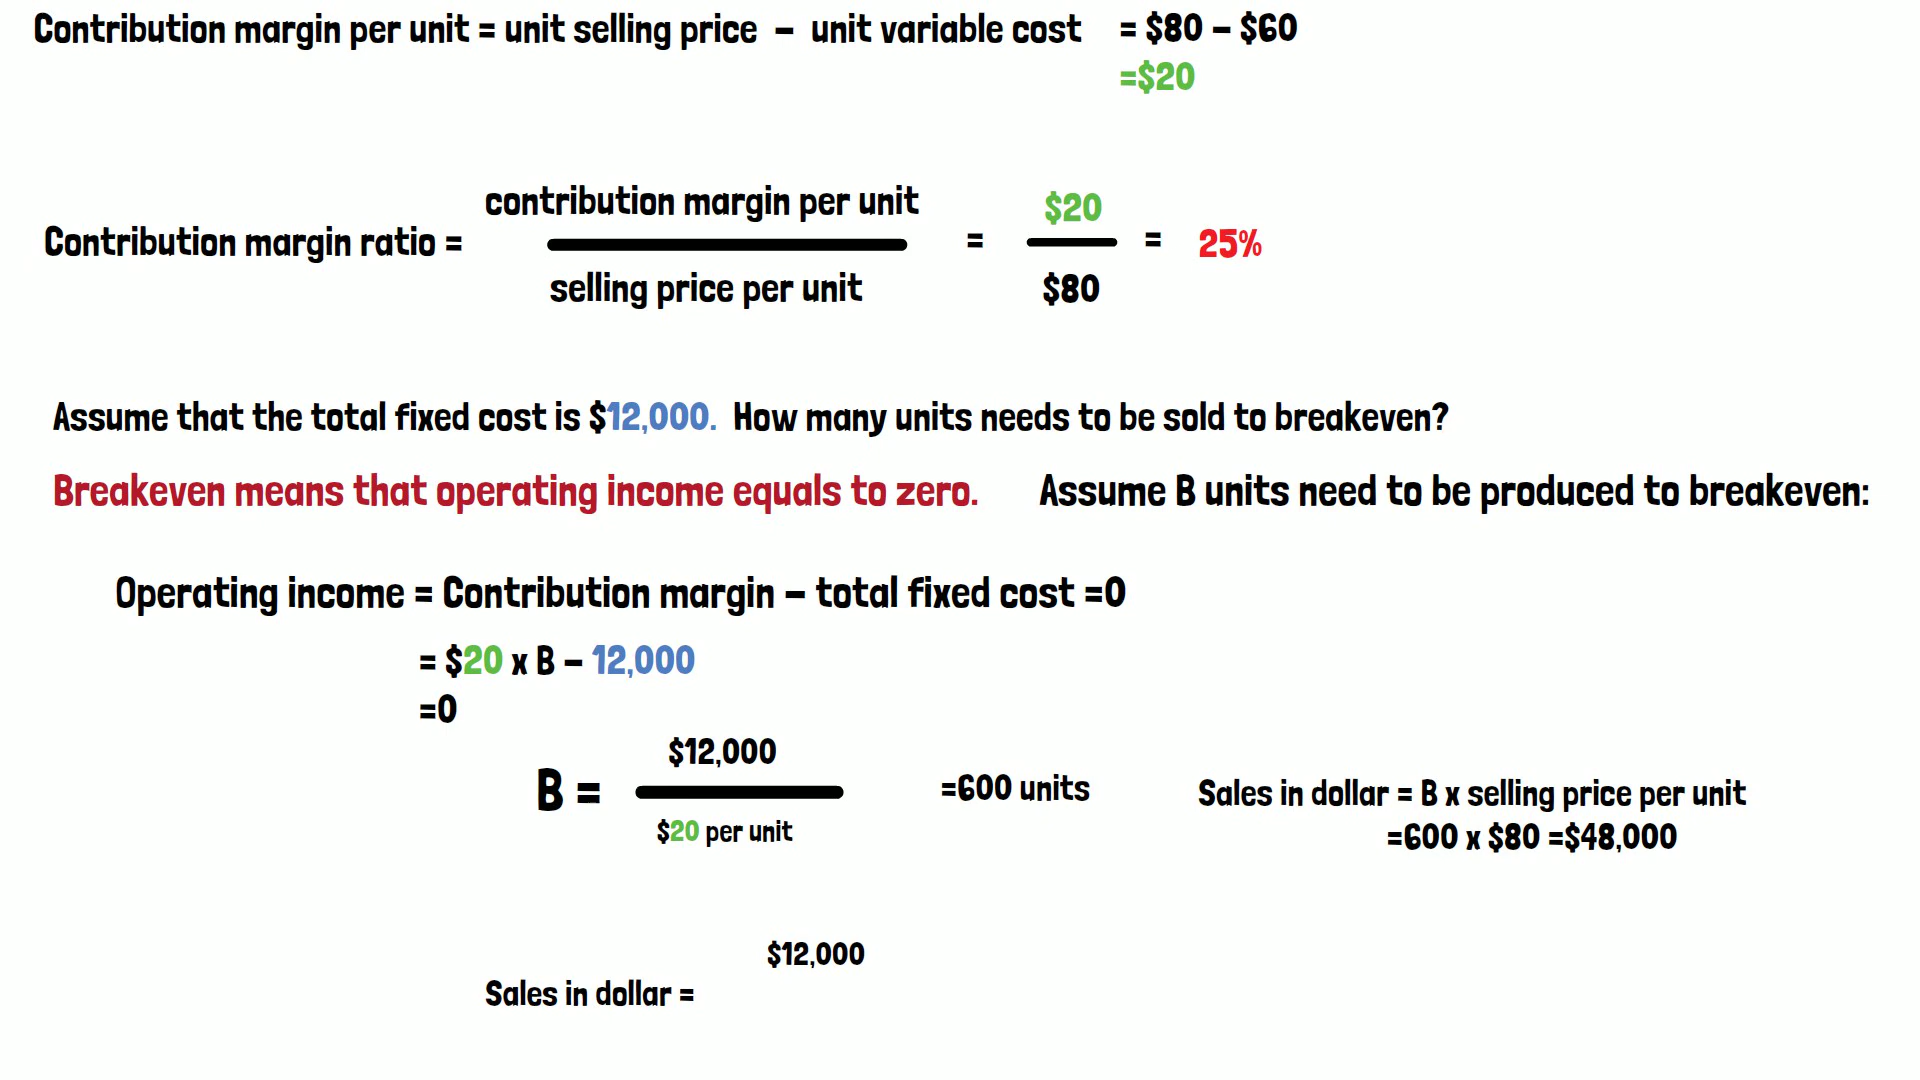 Contribution margin per unit = unit selling price – unit variable cost = $80 – $60
=$20
contribution margin per unit
Contribution margin ratio =
selling price per unit
=
$20
$80
= 25%
Assume that the total fixed cost is $12,000. How many units needs to be sold to breakeven?
Breakeven means that operating income equals to zero. Assume B units need to be produced to breakeven:
Operating income = Contribution margin – total fixed cost =0
= $20 x B – 12,000
=0
$12,000
B =
$20 per unit
=600 units
Sales in dollar = B x selling price per unit
=600 x $80 =$48,000
$12,000
Sales in dollar =